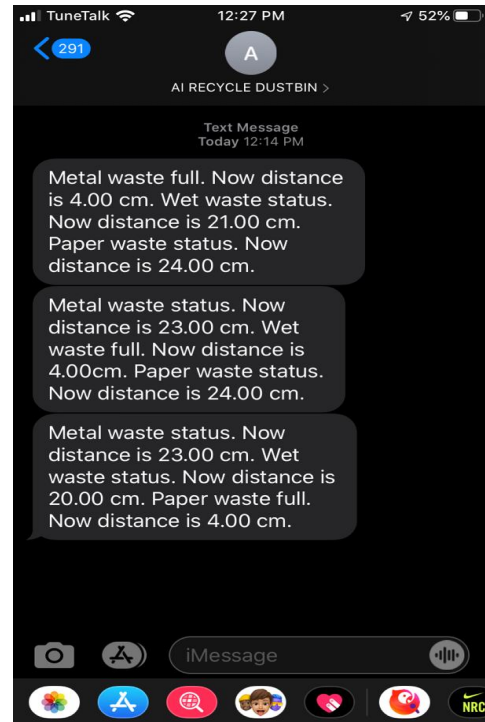 TuneTalk 12:27 PM 52%
291
A
AI RECYCLE DUSTBIN >
Text Message
Today 12:14 PM
Metal waste full. Now distance
is 4.00 cm. Wet waste status.
Now distance is 21.00 cm.
Paper waste status. Now
distance is 24.00 cm.
Metal waste status. Now
distance is 23.00 cm. Wet
waste full. Now distance is
4.00cm. Paper waste status.
Now distance is 24.00 cm.
Metal waste status. Now
distance is 23.00 cm. Wet
waste status. Now distance is
20.00 cm. Paper waste full.
Now distance is 4.00 cm.
iMessage
NRC